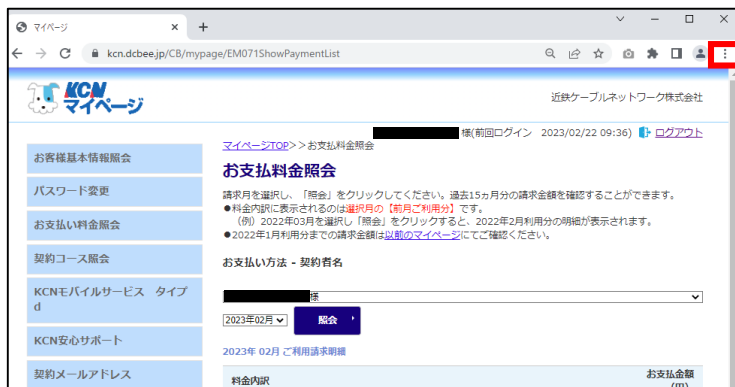 マイページ
kcn.dcbee.jp/CB/mypage/EM071ShowPaymentList
KCN
マイページ
近鉄ケーブルネットワーク株式会社
様(前回ログイン 2023/02/22 09:36) ログアウト
マイページTOP>>お支払料金照会
お客様基本情報照会
パスワード変更
お支払い料金照会
契約コース照会
KCNモバイルサービス タイプ
d
KCN安心サポート
契約メールアドレス
お支払料金照会
請求月を選択し、「照会」をクリックしてください。過去15ヵ月分の請求金額を確認することができます。
●料金内訳に表示されるのは選択月の【前月ご利用分】です。
(例)2022年03月を選択し「照会」をクリックすると、2022年2月利用分の明細が表示されます。
●2022年1月利用分までの請求金額は以前のマイページにてご確認ください。
お支払い方法 - 契約者名
様
2023年02月 照会
2023年 02月 ご利用請求明細
料金内訳 お支払金額
(円)